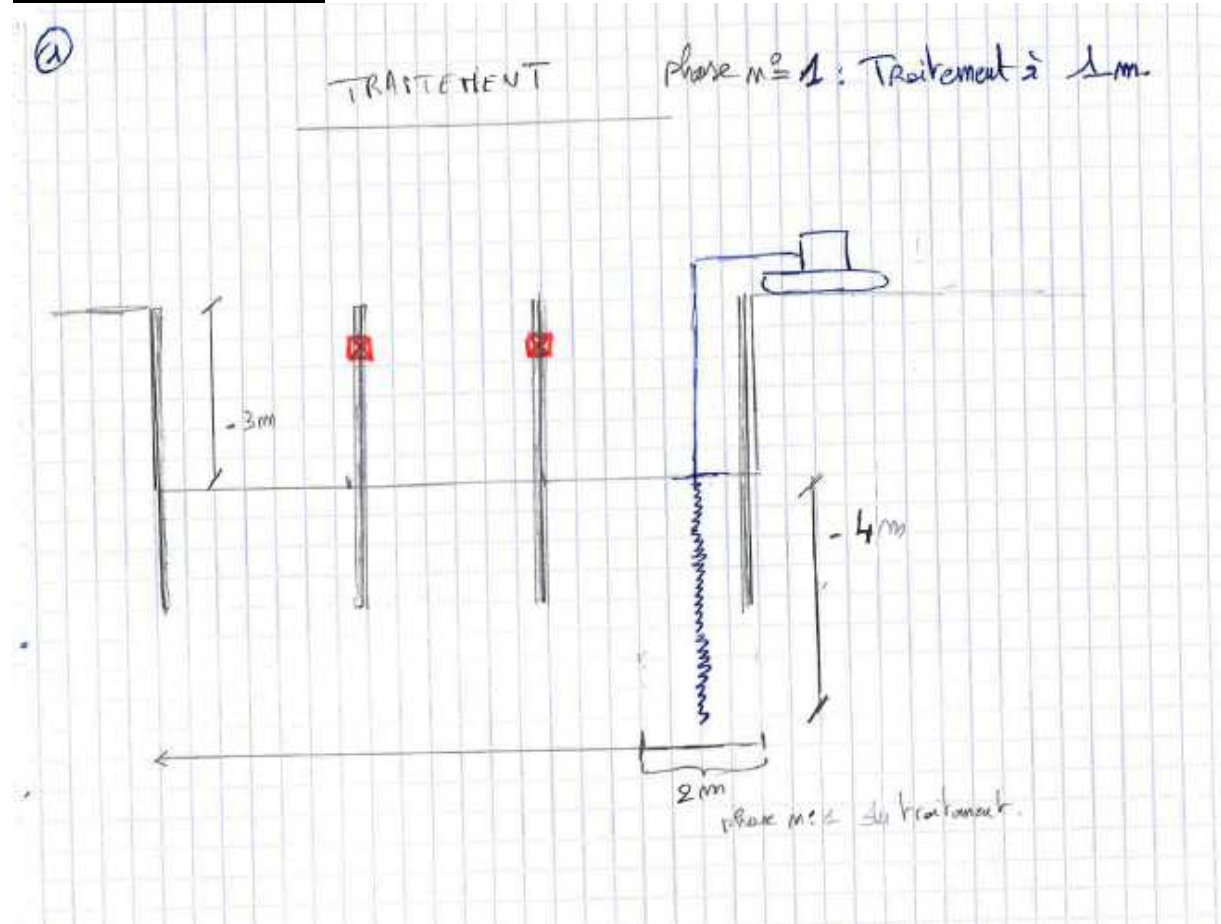 ①
TRAITEMENT phase n° 1 : Traitement à 1m.
- 3m
- 4m
2m
phase n°1 du traitement.